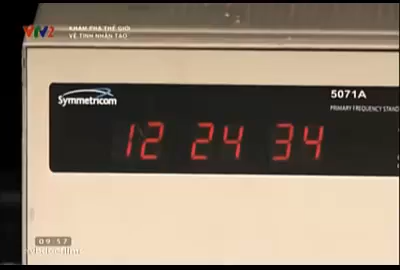 VTV2
KHÁM PHÁ THẾ GIỚI
VỆ TINH NHÂN TẠO
Symmetricom
5071A
PRIMARY FREQUENCY STAND
12 24 34
09:57